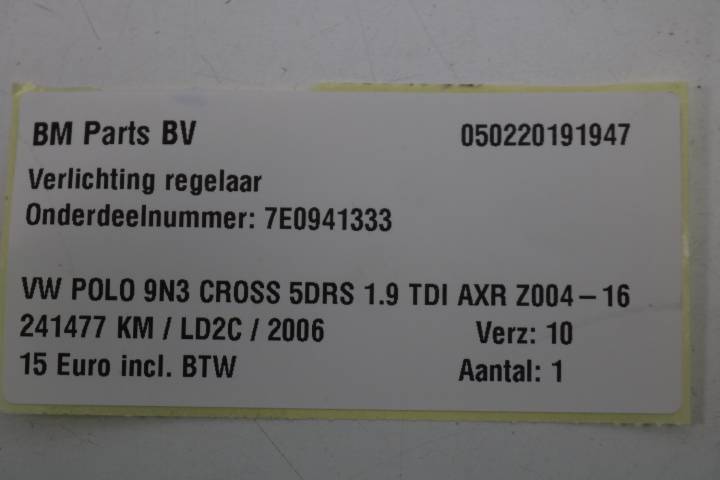 BM Parts BV 050220191947
Verlichting regelaar
Onderdeelnummer: 7E0941333
VW POLO 9N3 CROSS 5DRS 1.9 TDI AXR Z004-16
241477 KM / LD2C / 2006 Verz: 10
15 Euro incl. BTW Aantal: 1